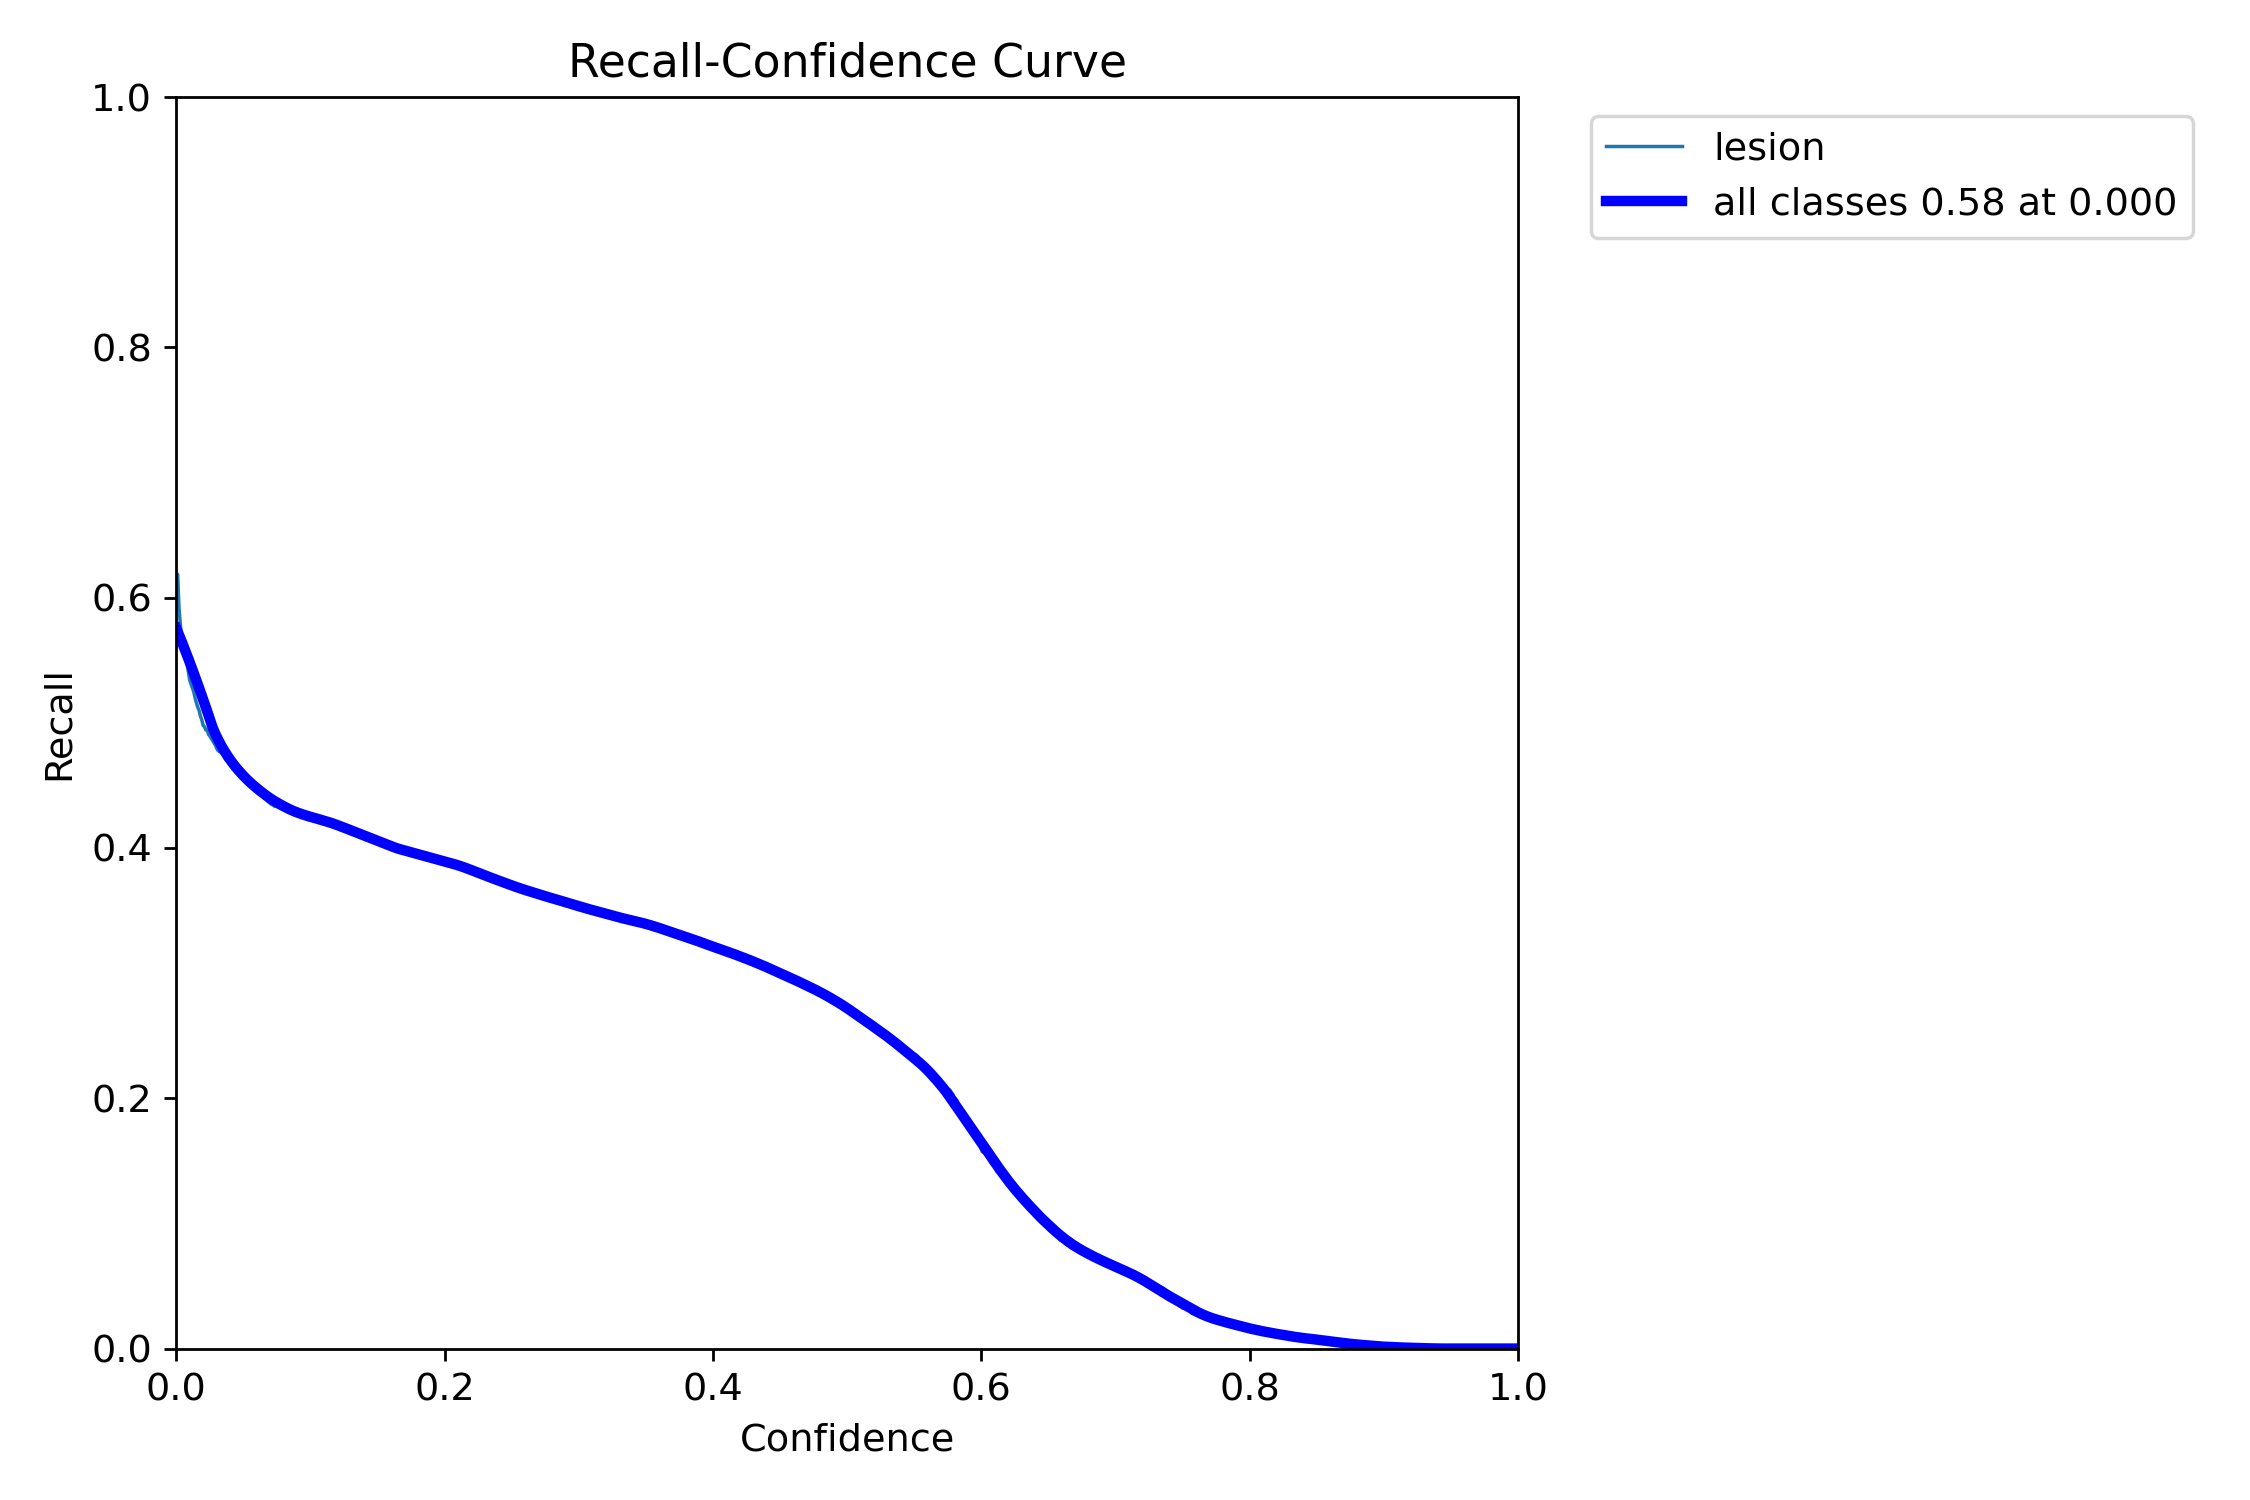 Recall-Confidence Curve
1.0
0.8
0.6
0.4
0.2
0.0
Recall
0.0 0.2 0.4 0.6 0.8 1.0
Confidence
lesion
all classes 0.58 at 0.000